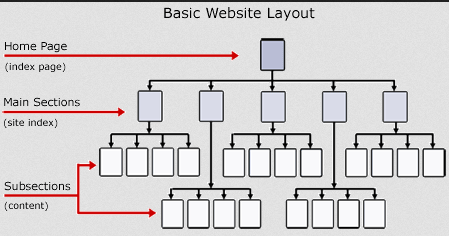 Basic Website Layout
Home Page
(index page)
Main Sections
(site index)
Subsections
(content)